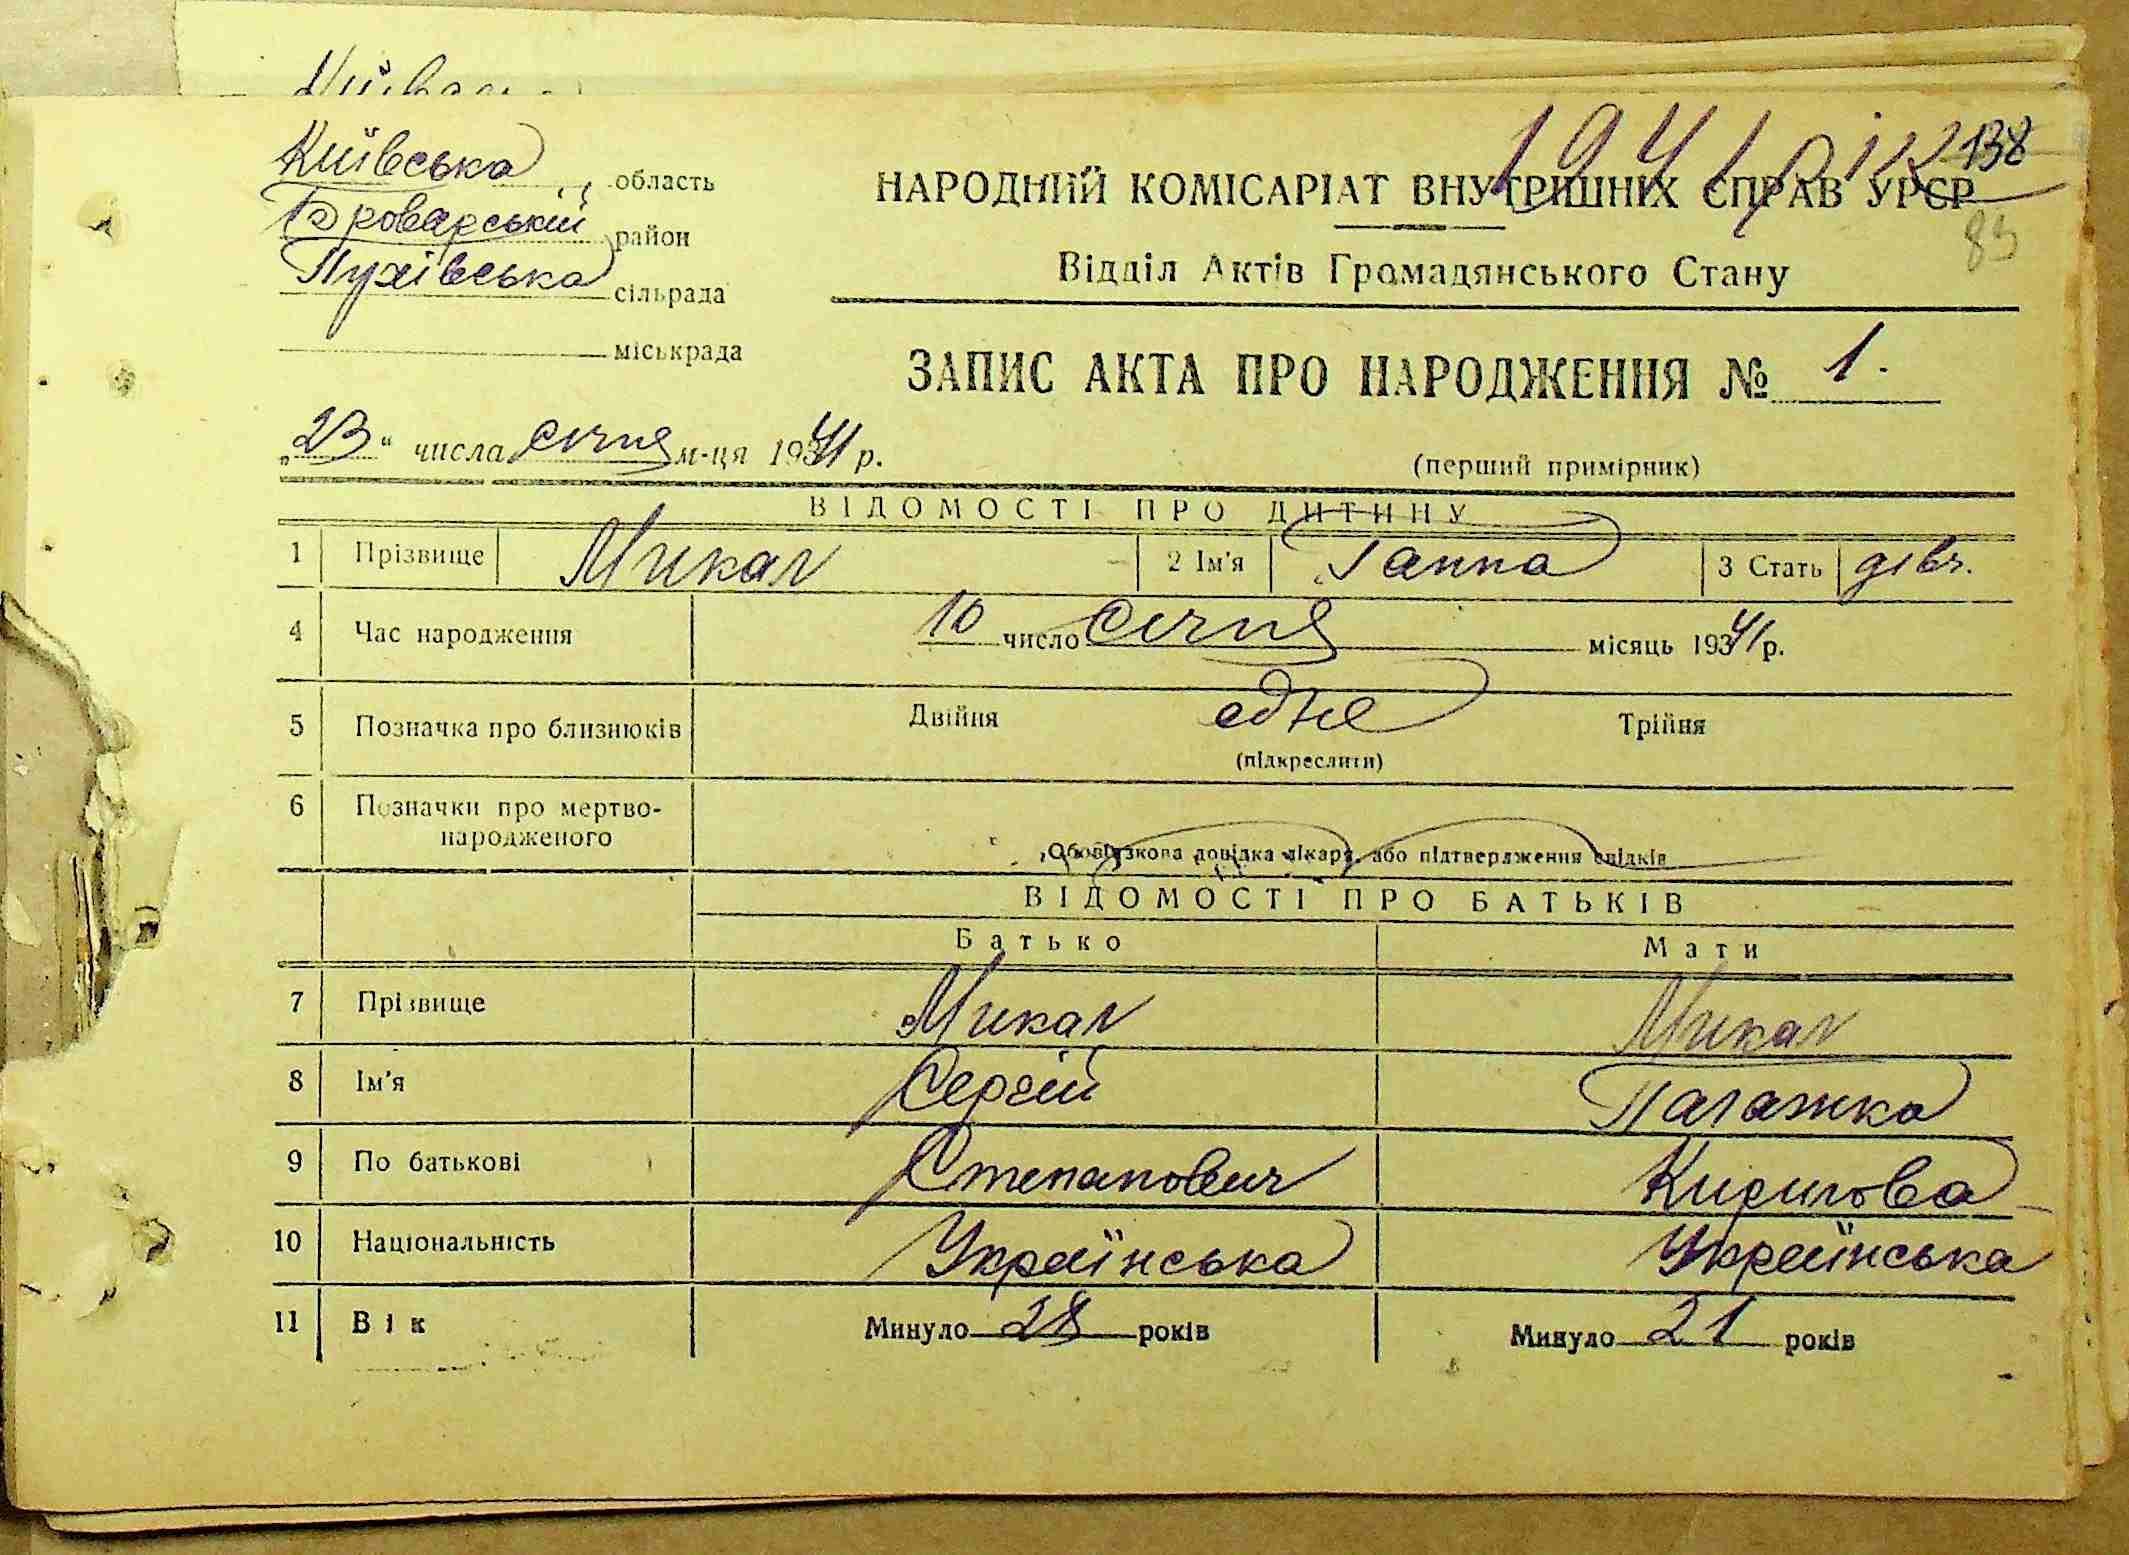 Київська область
Броварський район
Пухівська сільрада
міськрада
1941 рік 138
НАРОДНИЙ КОМІСАРІАТ ВНУТРІШНІХ СПРАВ УРСР
83
Відділ Актів Громадянського Стану
ЗАПИС АКТА ПРО НАРОДЖЕННЯ № 1.
„23" числа січня м-ця 1941 р.
(перший примірник)
ВІДОМОСТІ ПРО ДИТИНУ
1 Прізвище Микал 2 Ім'я Ганна 3 Стать дівч.
4 Час народження 10 число січня місяць 1941 р.
5 Позначка про близнюків Двійня одне Трійня
(підкреслити)
6 Позначки про мертво-
народженого
Обов'язкова довідка лікаря, або підтвердження свідків
ВІДОМОСТІ ПРО БАТЬКІВ
Батько Мати
7 Прізвище Микал Микал
8 Ім'я Сергій Палажка
9 По батькові Степанович Кирилова
10 Національність Українська Українська
11 Вік Минуло 28 років Минуло 21 років